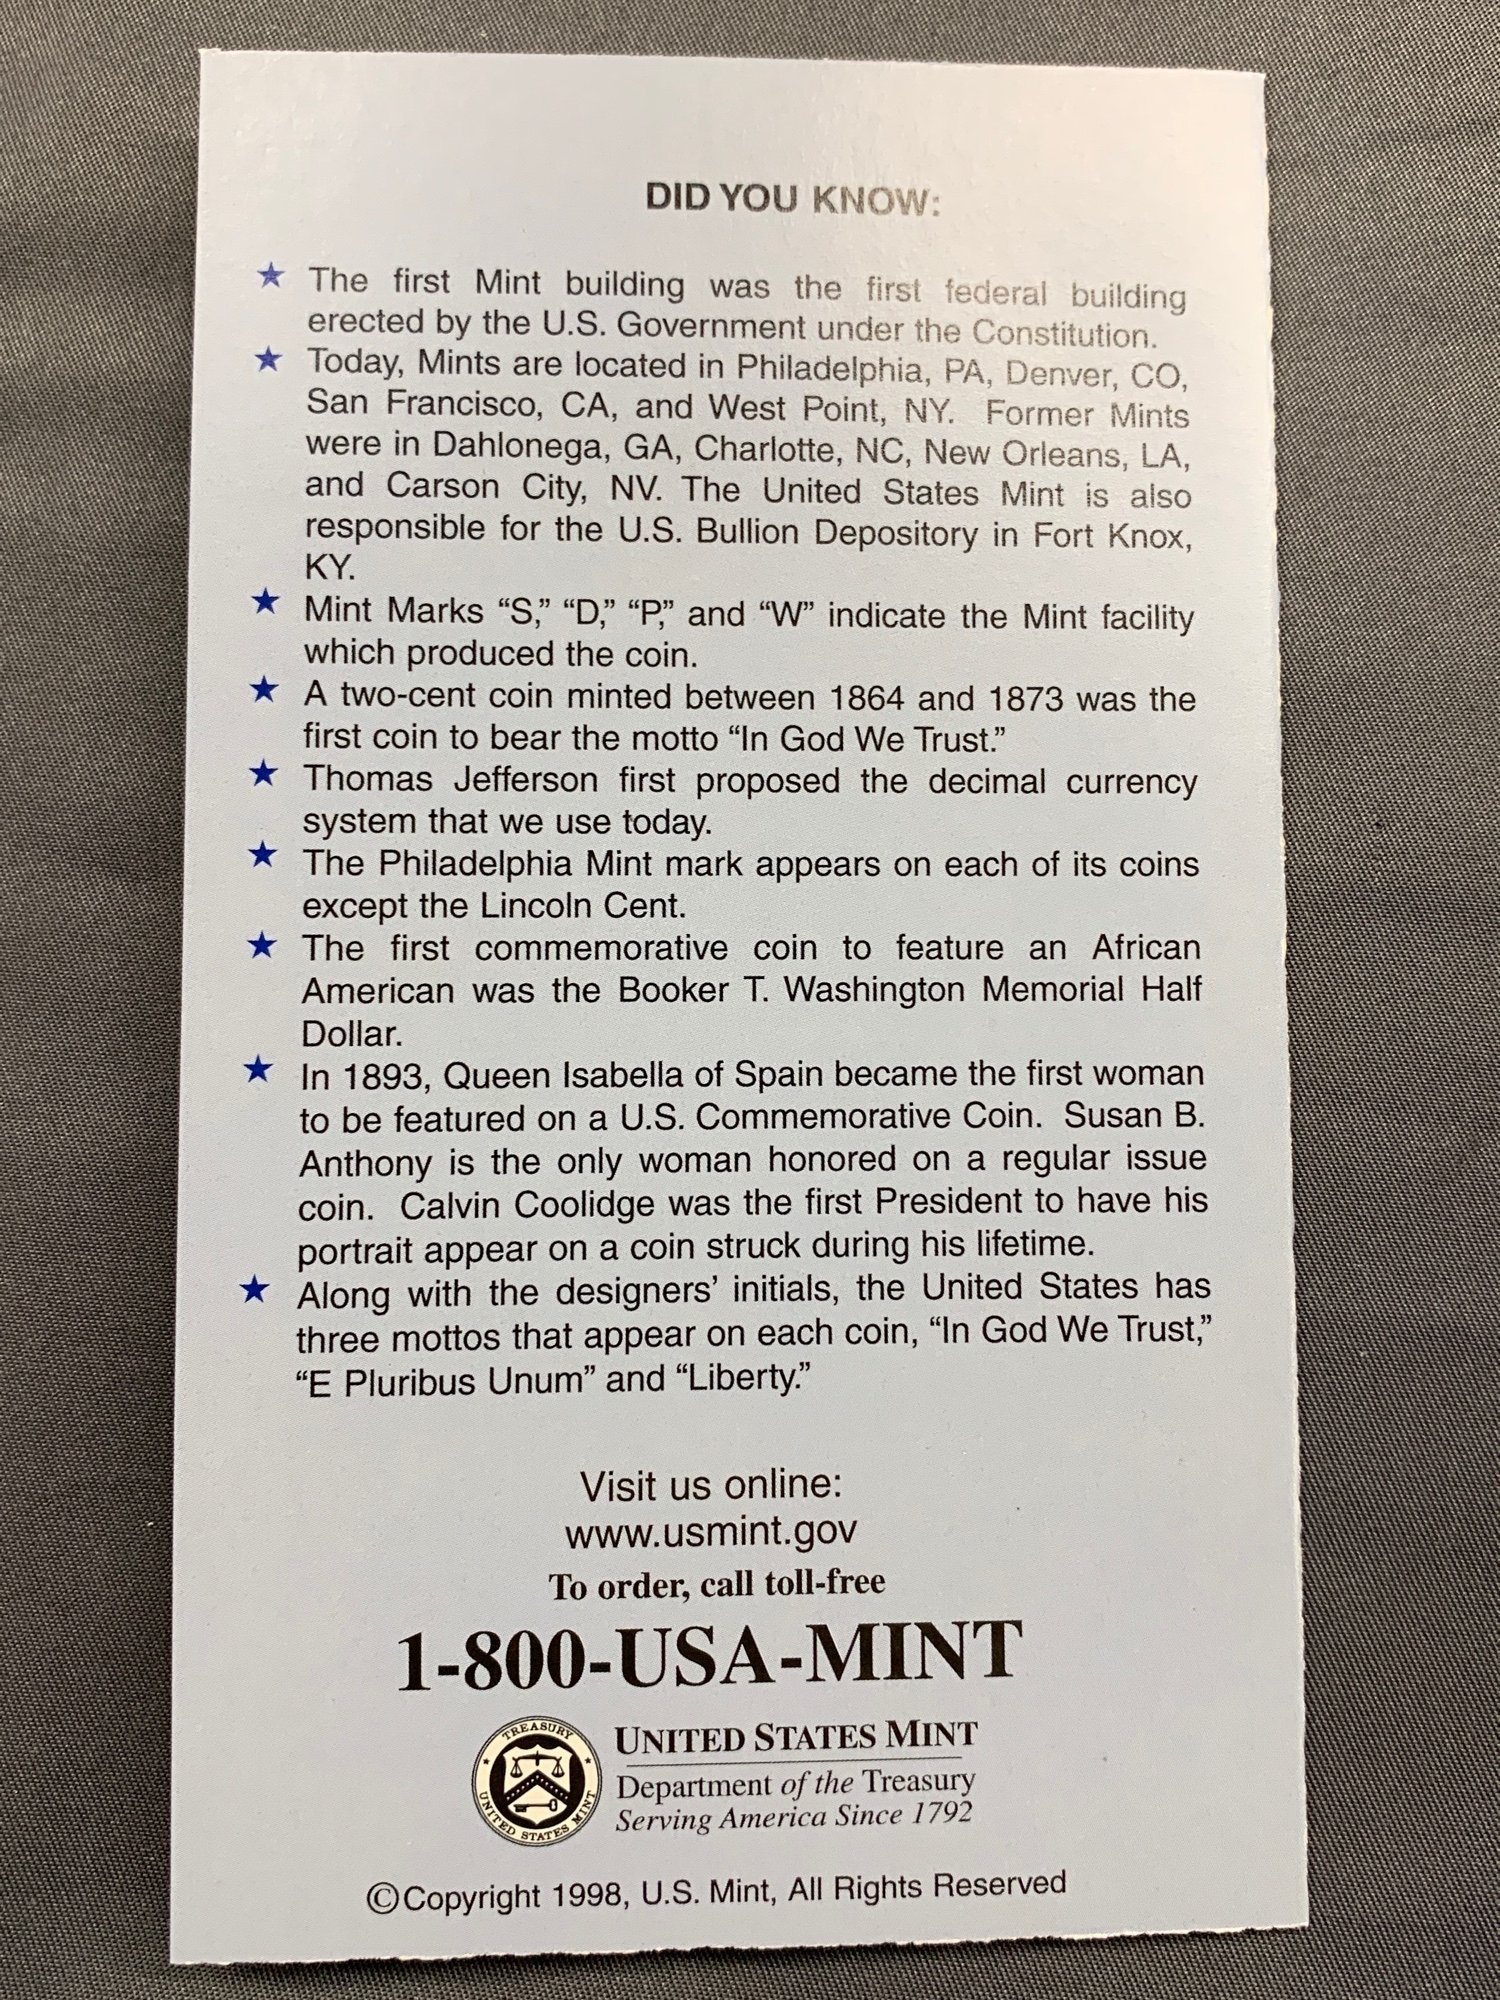 DID YOU KNOW:
★ The first Mint building was the first federal building
erected by the U.S. Government under the Constitution.
★ Today, Mints are located in Philadelphia, PA, Denver, CO,
San Francisco, CA, and West Point, NY. Former Mints
were in Dahlonega, GA, Charlotte, NC, New Orleans, LA,
and Carson City, NV. The United States Mint is also
responsible for the U.S. Bullion Depository in Fort Knox,
KY.
★ Mint Marks “S,” “D,” “P,” and “W” indicate the Mint facility
which produced the coin.
★ A two-cent coin minted between 1864 and 1873 was the
first coin to bear the motto “In God We Trust.”
★ Thomas Jefferson first proposed the decimal currency
system that we use today.
★ The Philadelphia Mint mark appears on each of its coins
except the Lincoln Cent.
★ The first commemorative coin to feature an African
American was the Booker T. Washington Memorial Half
Dollar.
★ In 1893, Queen Isabella of Spain became the first woman
to be featured on a U.S. Commemorative Coin. Susan B.
Anthony is the only woman honored on a regular issue
coin. Calvin Coolidge was the first President to have his
portrait appear on a coin struck during his lifetime.
★ Along with the designers’ initials, the United States has
three mottos that appear on each coin, “In God We Trust,”
“E Pluribus Unum” and “Liberty.”
Visit us online:
www.usmint.gov
To order, call toll-free
1-800-USA-MINT
TREASURY
UNITED STATES MINT
UNITED STATES MINT
Department of the Treasury
Serving America Since 1792
©Copyright 1998, U.S. Mint, All Rights Reserved